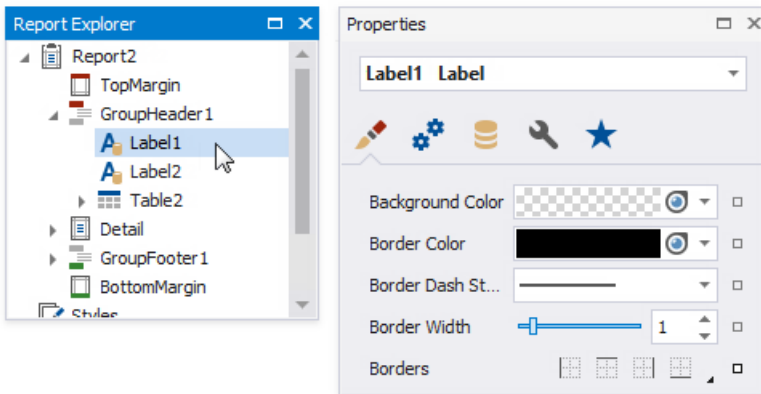 Report Explorer
Report2
TopMargin
GroupHeader1
Label1
Label2
Table2
Detail
GroupFooter1
BottomMargin
Styles
Properties
Label1 Label
Background Color
Border Color
Border Dash St...
Border Width 1
Borders